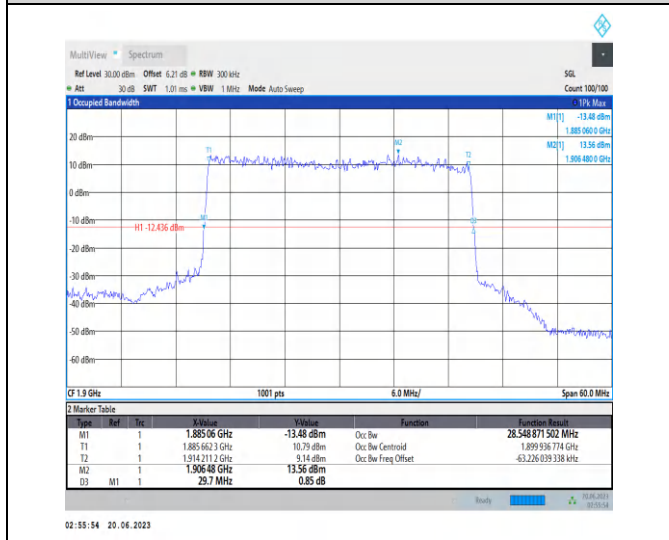 MultiView Spectrum
Ref Level 30.00 dBm Offset 6.21 dB RBW 300 kHz SGL
Att 30 dB SWT 1.01 ms VBW 1 MHz Mode Auto Sweep Count 100/100
1 Occupied Bandwidth 1Pk Max
M1[1] -13.48 dBm
1.885 060 0 GHz
M2[1] 13.56 dBm
1.906 480 0 GHz
20 dBm
T1
M2
T2
10 dBm
0 dBm
-10 dBm
M1
H1 -12.436 dBm
-20 dBm
-30 dBm
-40 dBm
-50 dBm
-60 dBm
CF 1.9 GHz 1001 pts 6.0 MHz/ Span 60.0 MHz
2 Marker Table
Type Ref Trc X-Value Y-Value Function Function Result
M1 1 1.885 06 GHz -13.48 dBm Occ Bw 28.548 871 502 MHz
T1 1 1.885 662 3 GHz 10.79 dBm Occ Bw Centroid 1.899 936 774 GHz
T2 1 1.914 211 2 GHz 9.14 dBm Occ Bw Freq Offset -63.226 039 338 kHz
M2 1 1.906 48 GHz 13.56 dBm
D3 M1 1 29.7 MHz 0.85 dB
Ready 20.06.2023
02:55:54
02:55:54 20.06.2023